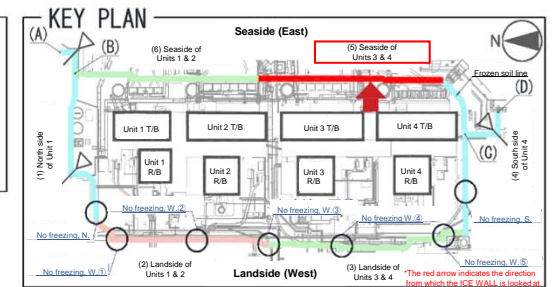 KEY PLAN
Seaside (East)
(A)
(B)
(6) Seaside of
Units 1 & 2
(5) Seaside of
Units 3 & 4
N
Frozen soil line
(D)
Unit 1 T/B
Unit 2 T/B
Unit 3 T/B
Unit 4 T/B
(C)
(1) North side
of Unit 1
(4) South side
of Unit 4
Unit 1
R/B
Unit 2
R/B
Unit 3
R/B
Unit 4
R/B
No freezing, W.②
No freezing, W.③
No freezing W.④
No freezing, S.
No freezing, N.
No freezing, W.①
No freezing, W.⑤
(2) Landside of
Units 1 & 2
Landside (West)
(3) Landside of
Units 3 & 4
*The red arrow indicates the direction
from which the ICE WALL is looked at.